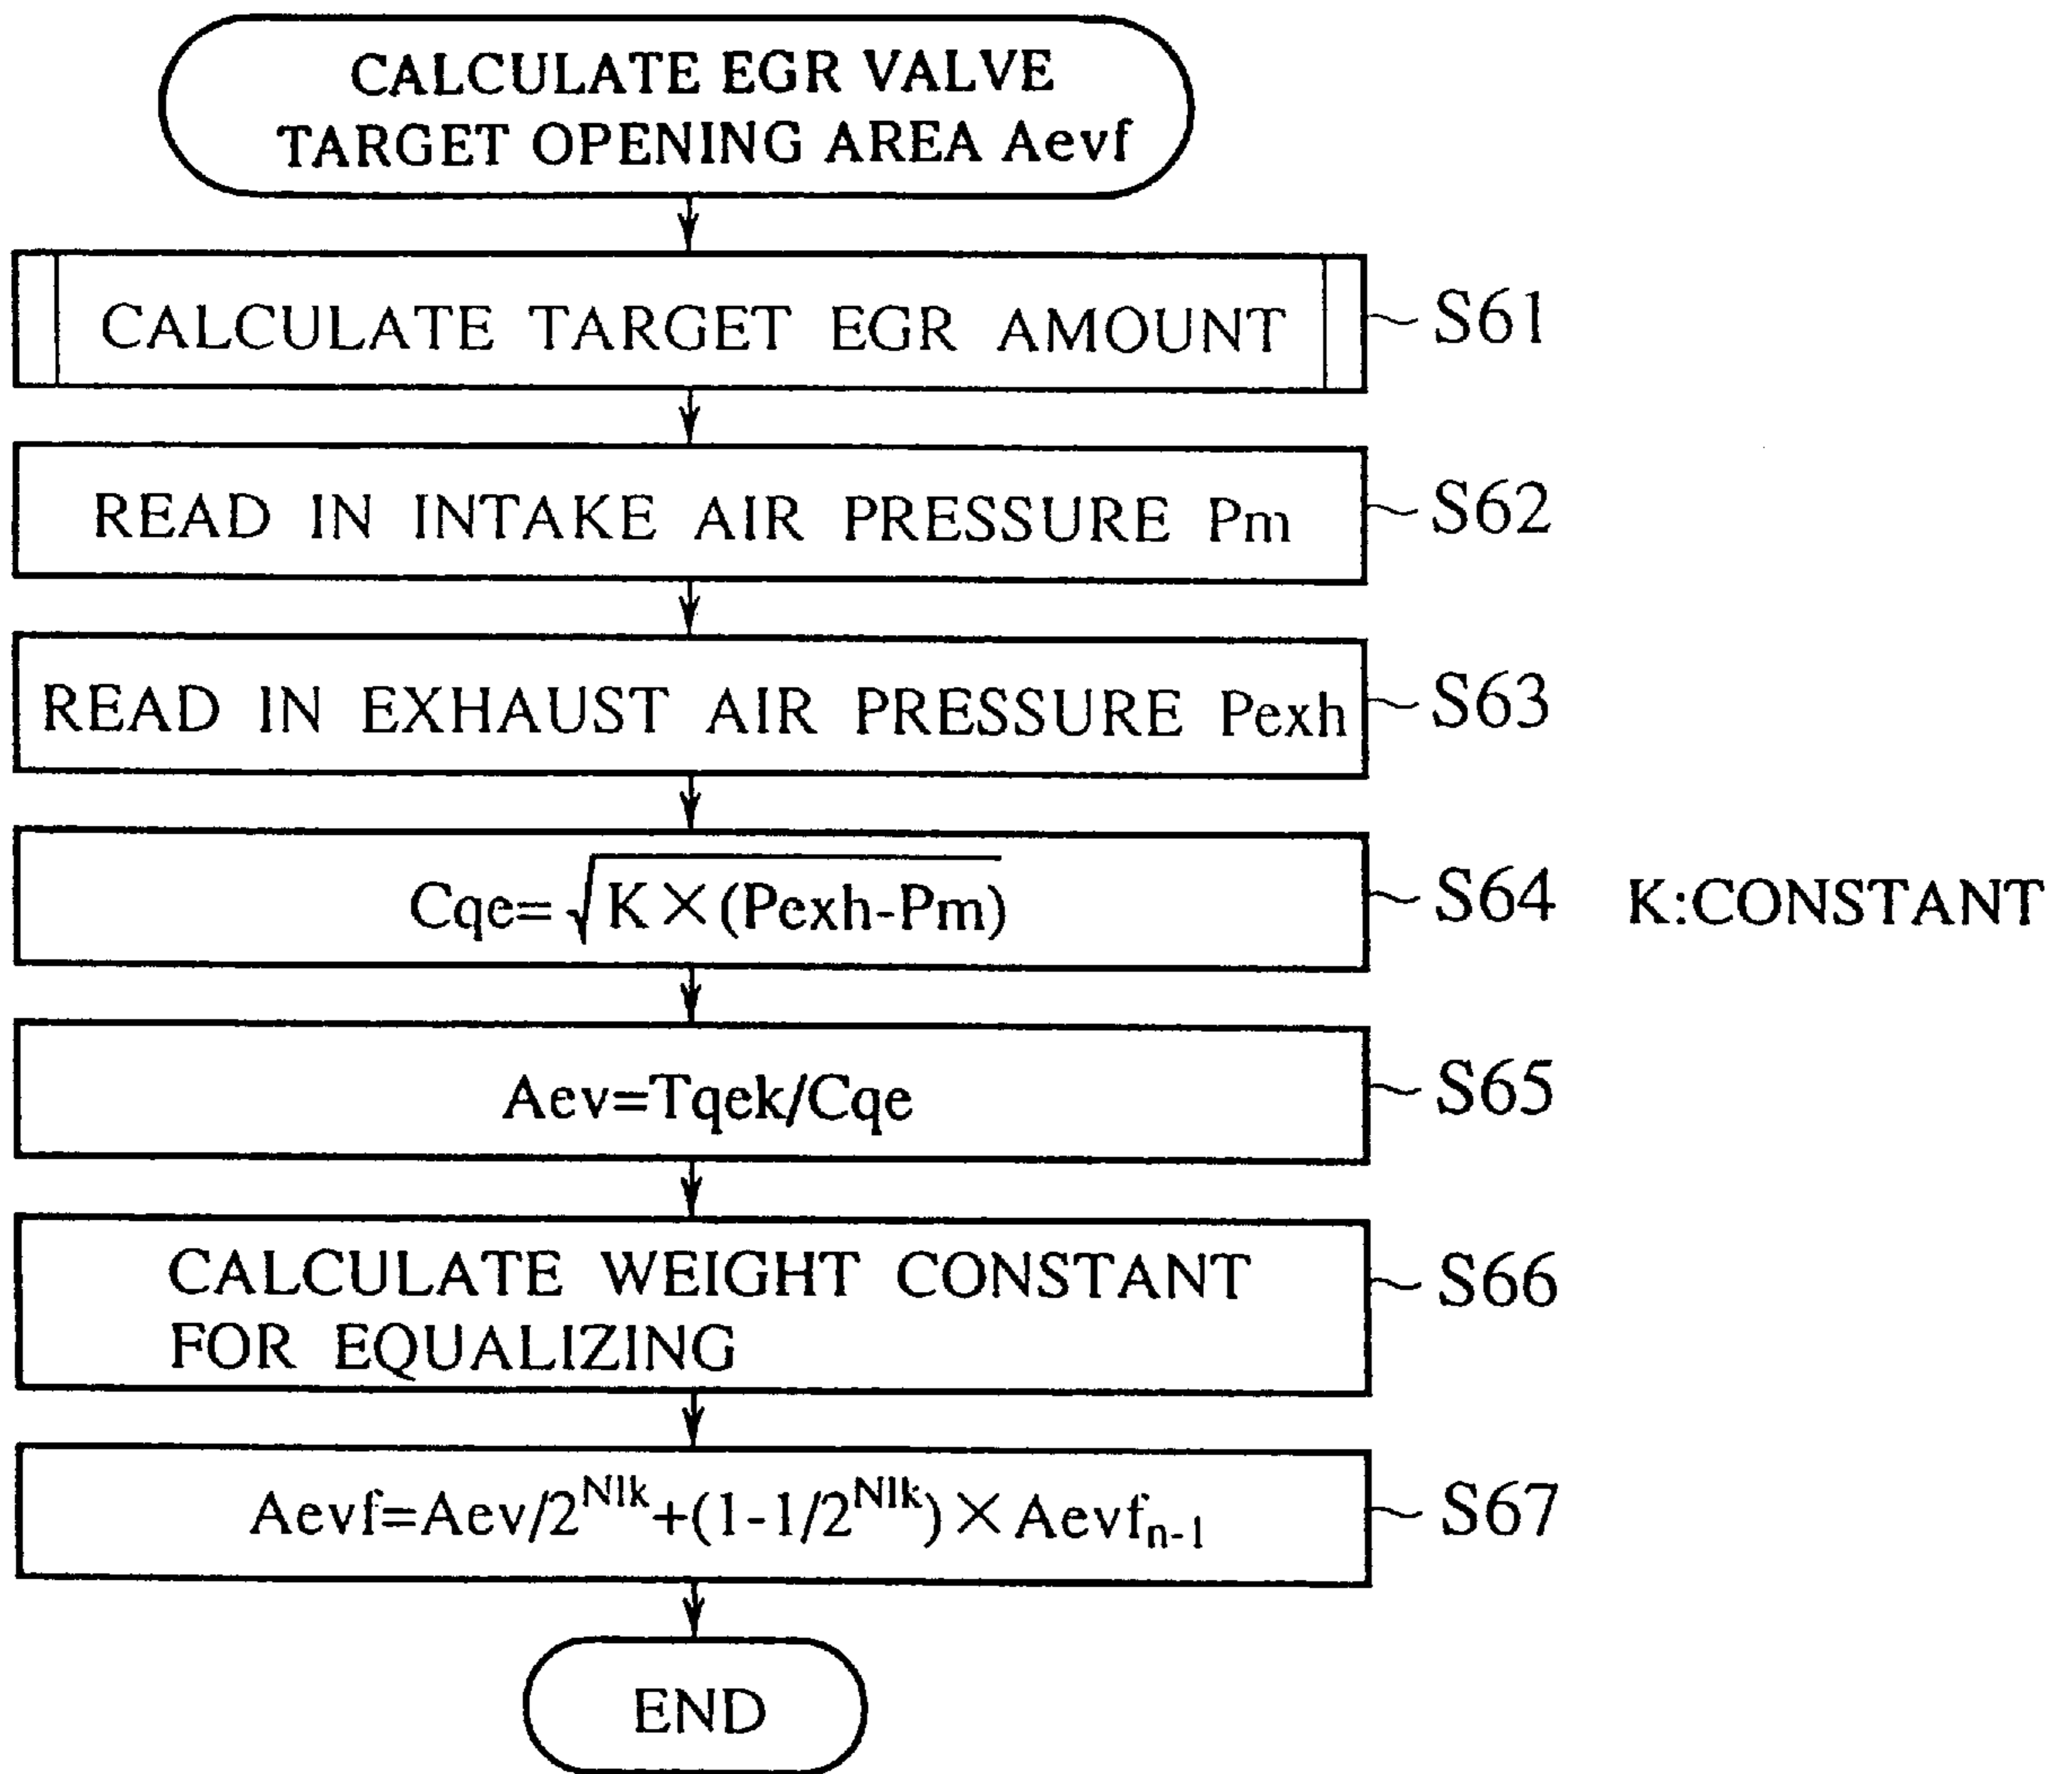 CALCULATE EGR VALVE
TARGET OPENING AREA Aevf
CALCULATE TARGET EGR AMOUNT
S61
READ IN INTAKE AIR PRESSURE Pm
S62
READ IN EXHAUST AIR PRESSURE Pexh
S63
Cqe=√K×(Pexh-Pm)
S64
K:CONSTANT
Aev=Tqek/Cqe
S65
CALCULATE WEIGHT CONSTANT
FOR EQUALIZING
S66
Aevf=Aev/2^Nlk+(1-1/2^Nlk)×Aevf_n-1
S67
END